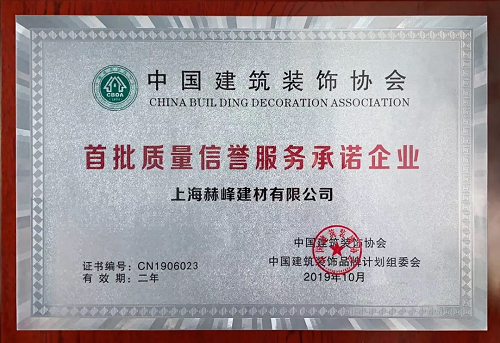 CBDA
中国建筑装饰协会
CHINA BUILDING DECORATION ASSOCIATION
首批质量信誉服务承诺企业
上海赫峰建材有限公司
中国建筑装饰协会
证书编号：CN1906023
中国建筑装饰品牌计划组委会
有效期：二年
2019年10月